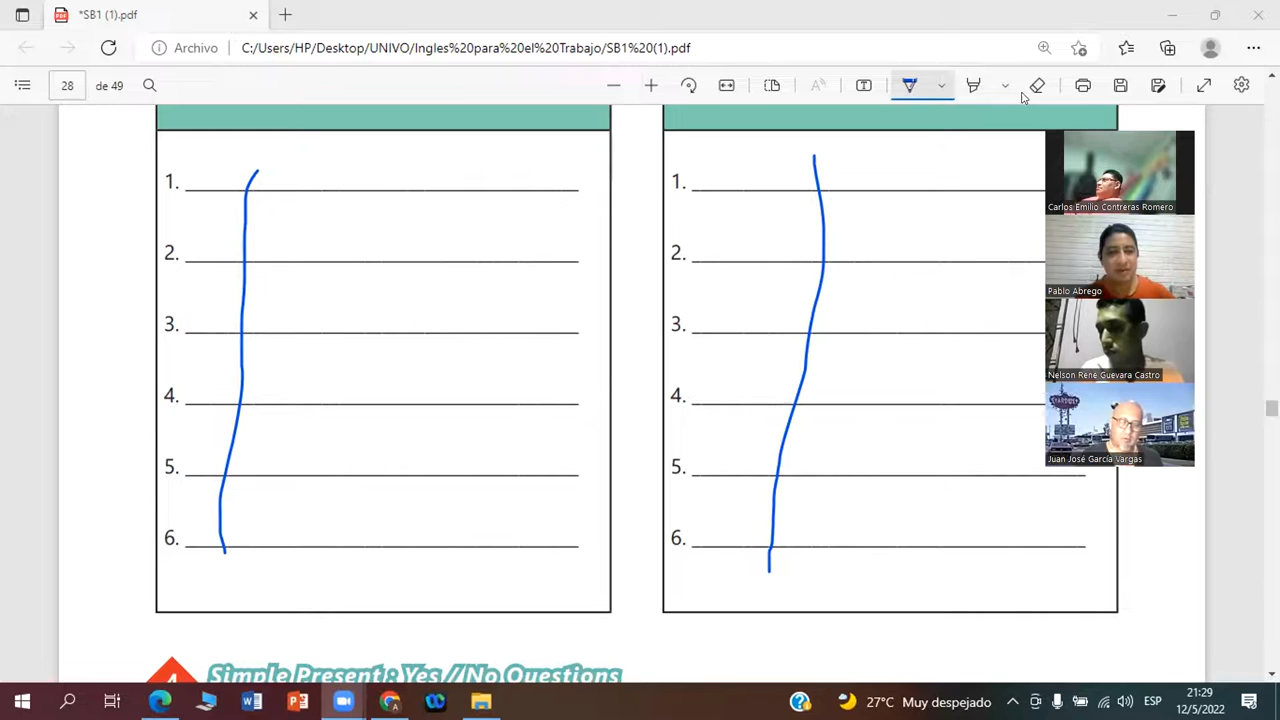 *SB1 (1).pdf
Archivo C:/Users/HP/Desktop/UNIVO/Ingles%20para%20el%20Trabajo/SB1%20(1).pdf
28 de 49
1. 1.
2. 2.
3. 3.
4. 4.
5. 5.
6. 6.
Carlos Emilio Contreras Romero
Pablo Abrego
Nelson Rene Guevara Castro
STARDUST
Juan José García Vargas
4 Simple Present : Yes //No Questions
27°C Muy despejado ESP 21:29
12/5/2022